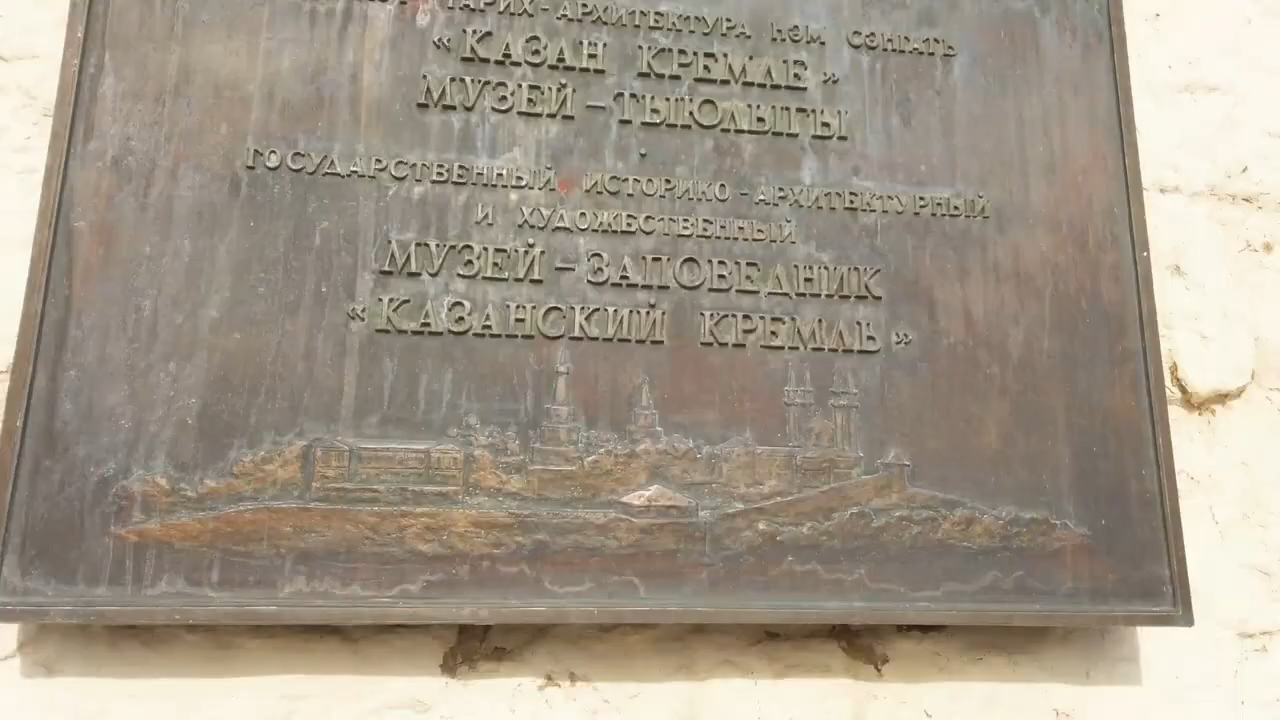 ТАРИХ - АРХИТЕКТУРА ҺӘМ СӘНГАТЬ
« КАЗАН КРЕМЛЕ »
МУЗЕЙ - ТЫЮЛЫГЫ
ГОСУДАРСТВЕННЫЙ ИСТОРИКО - АРХИТЕКТУРНЫЙ
И ХУДОЖЕСТВЕННЫЙ
МУЗЕЙ - ЗАПОВЕДНИК
« КАЗАНСКИЙ КРЕМЛЬ »